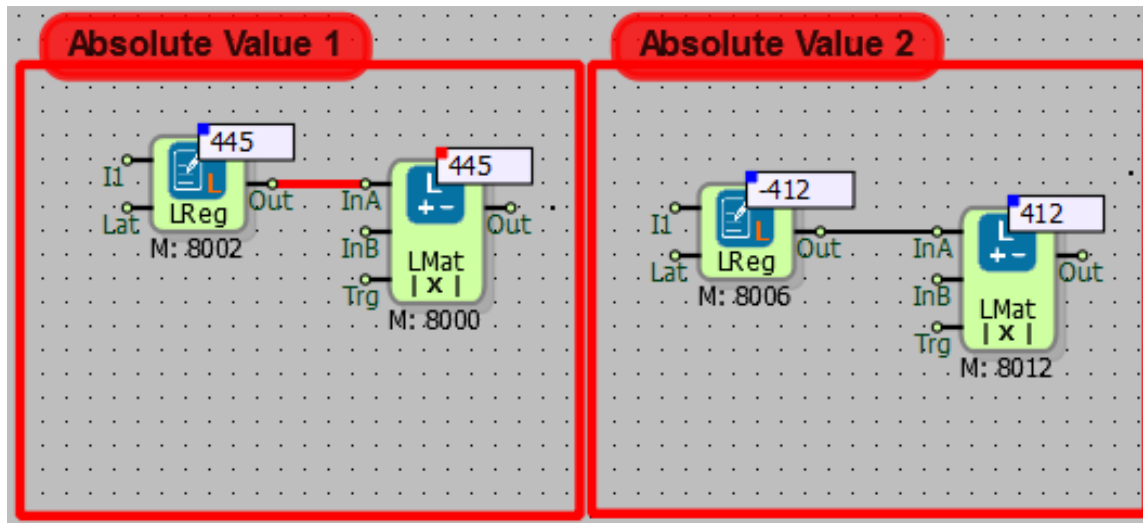 Absolute Value 1
445
I1
Lat
L
LReg
Out
M: 8002
445
InA
InB
Trg
L
+ -
LMat
| X |
Out
M: 8000
Absolute Value 2
-412
I1
Lat
L
LReg
Out
M: 8006
412
InA
InB
Trg
L
+ -
LMat
| X |
Out
M: 8012